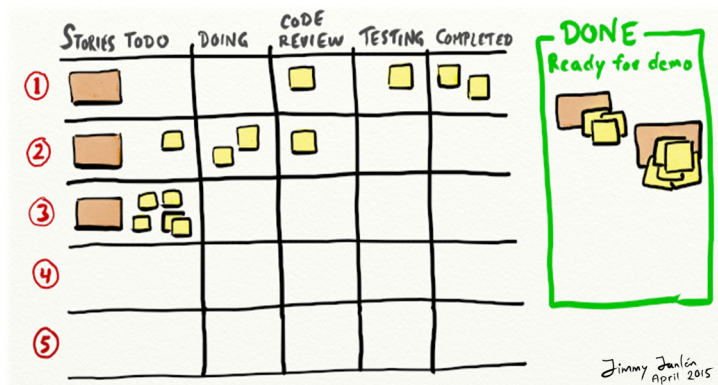 STORIES TODO DOING CODE REVIEW TESTING COMPLETED
DONE
Ready for demo
1
2
3
4
5
Jimmy Janlén
April 2015